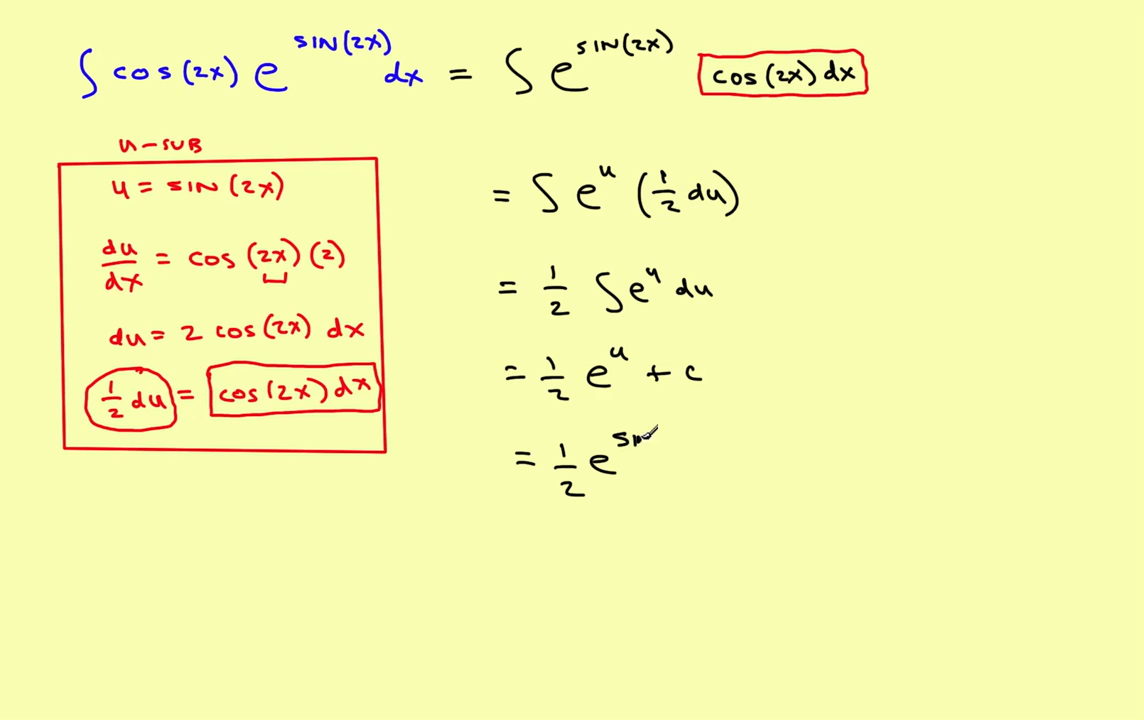 ∫ cos(2x) e^sin(2x) dx = ∫ e^sin(2x) cos(2x) dx
u-sub
u = sin(2x)
du/dx = cos(2x)(2)
du = 2 cos(2x) dx
1/2 du = cos(2x) dx
= ∫ e^u (1/2 du)
= 1/2 ∫ e^u du
= 1/2 e^u + c
= 1/2 e^sin